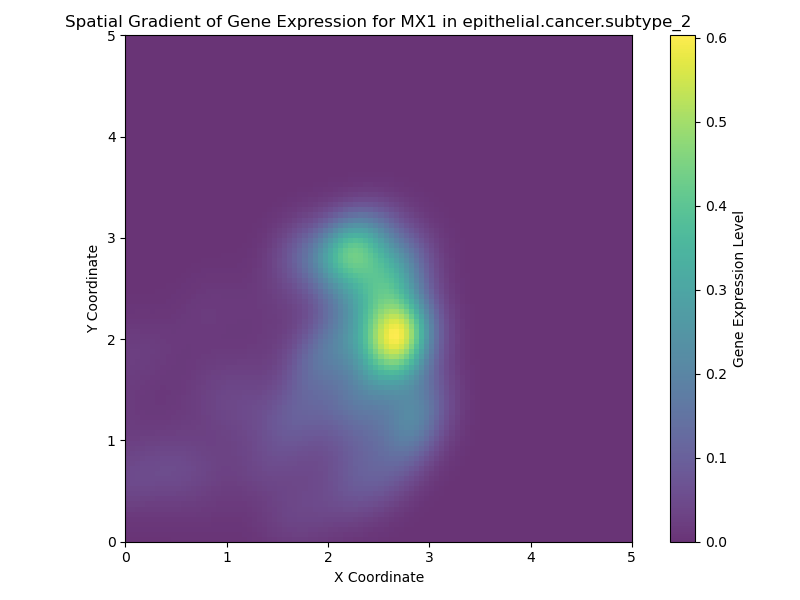 Spatial Gradient of Gene Expression for MX1 in epithelial.cancer.subtype_2
5
4
3
2
1
0
0 1 2 3 4 5
Y Coordinate
X Coordinate
0.6
0.5
0.4
0.3
0.2
0.1
0.0
Gene Expression Level